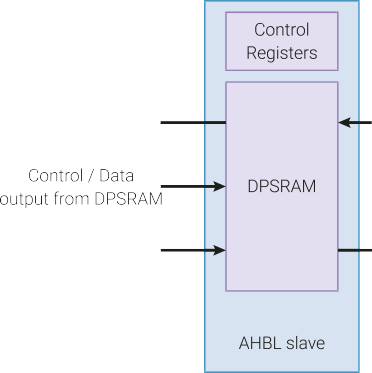 Control
Registers
Control / Data
output from DPSRAM
DPSRAM
AHBL slave